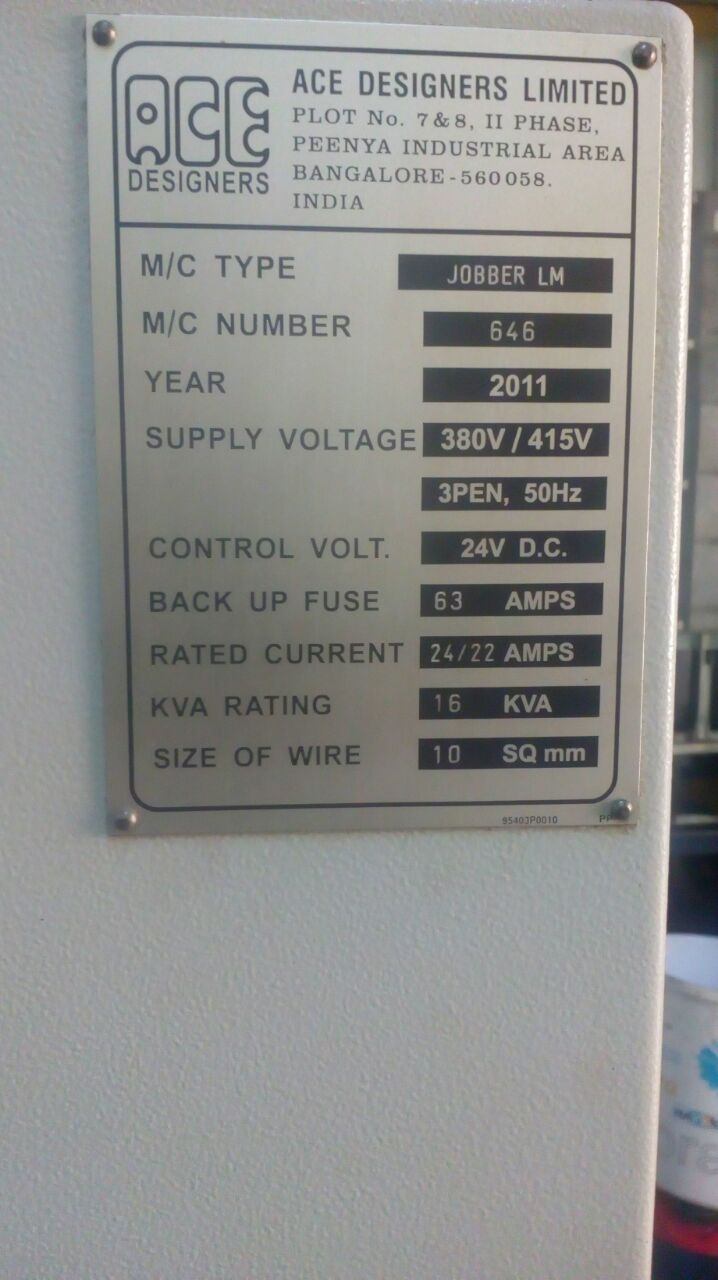 ACE
DESIGNERS
ACE DESIGNERS LIMITED
PLOT No. 7 & 8, II PHASE,
PEENYA INDUSTRIAL AREA
BANGALORE - 560 058.
INDIA
M/C TYPE JOBBER LM
M/C NUMBER 646
YEAR 2011
SUPPLY VOLTAGE 380V / 415V
3PEN, 50Hz
CONTROL VOLT. 24V D.C.
BACK UP FUSE 63 AMPS
RATED CURRENT 24/22 AMPS
KVA RATING 16 KVA
SIZE OF WIRE 10 SQ mm
95403P0010